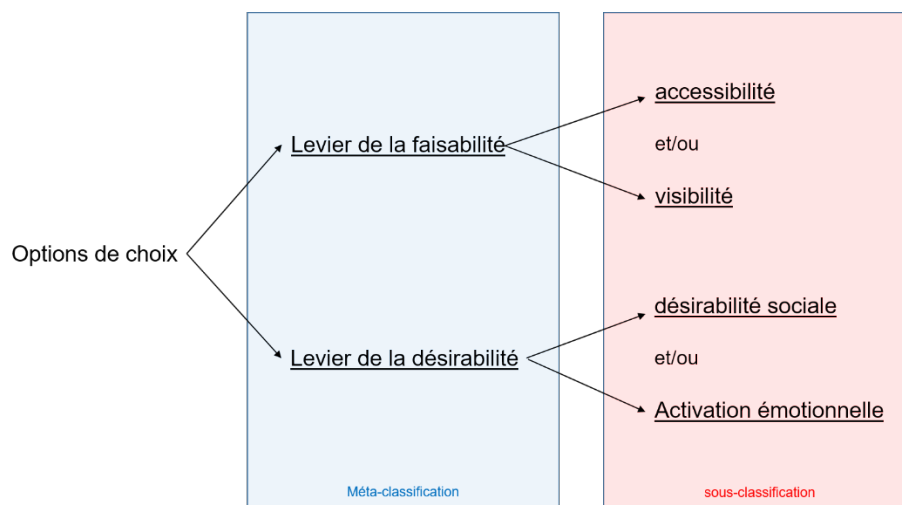 Options de choix
Levier de la faisabilité
Levier de la désirabilité
Méta-classification
accessibilité
et/ou
visibilité
désirabilité sociale
et/ou
Activation émotionnelle
sous-classification